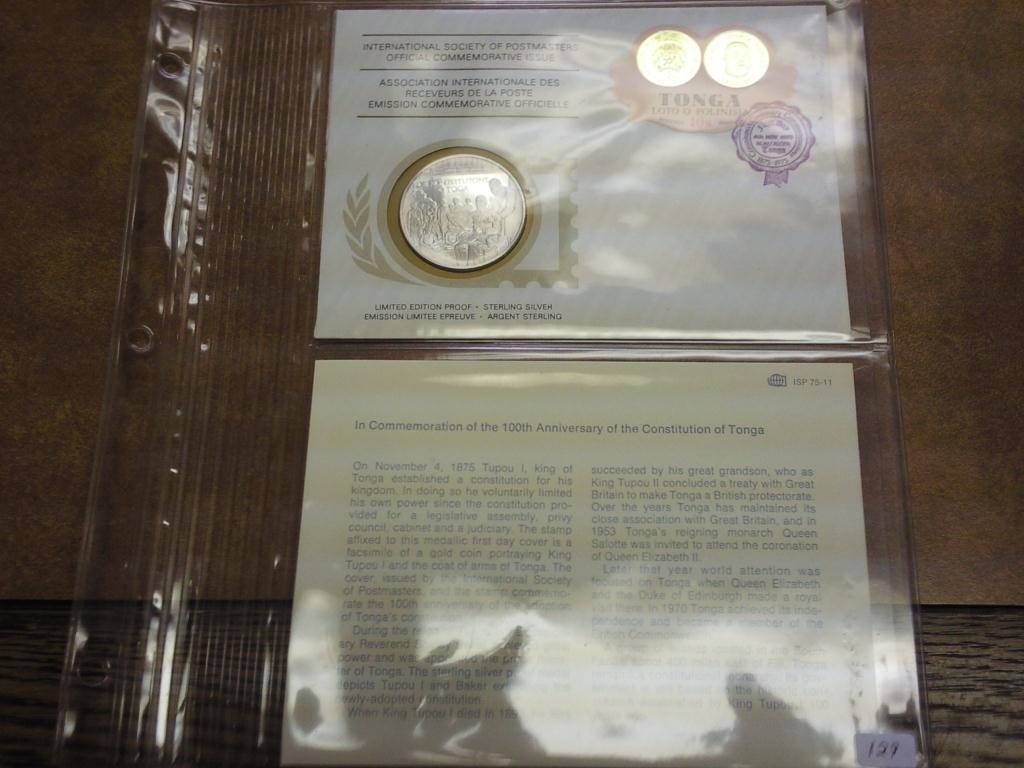 INTERNATIONAL SOCIETY OF POSTMASTERS
OFFICIAL COMMEMORATIVE ISSUE
ASSOCIATION INTERNATIONALE DES
RECEVEURS DE LA POSTE
EMISSION COMMEMORATIVE OFFICIELLE
TONGA
LIMITED EDITION PROOF • STERLING SILVER
EMISSION LIMITEE EPREUVE • ARGENT STERLING
ISP 75-11
In Commemoration of the 100th Anniversary of the Constitution of Tonga
On November 4, 1875 Tupou I, king of
Tonga established a constitution for his
kingdom. In doing so he voluntarily limited
his own power since the constitution pro-
vided for a legislative assembly, privy
council, cabinet and a judiciary. The stamp
affixed to this medallic first day cover is a
facsimile of a gold coin portraying King
Tupou I and the coat of arms of Tonga. The
cover, issued by the International Society
of Postmasters, and the stamp commemo-
rate the 100th anniversary of the adoption
of Tonga's
During the
ary Reverend
power and was
of Tonga. The sterling silver
depicts Tupou I and Baker
newly-adopted constitution
When King Tupou I died in
succeeded by his great grandson, who as
King Tupou II concluded a treaty with Great
Britain to make Tonga a British protectorate.
Over the years Tonga has maintained its
close association with Great Britain, and in
1953 Tonga's reigning monarch Queen
Salotte was invited to attend the coronation
of Queen Elizabeth II.
Later that year world attention was
focused on Tonga when Queen Elizabeth
and the Duke of Edinburgh made a royal
visit there. In 1970 Tonga achieved its inde-
pendence and became a member of the
British
129